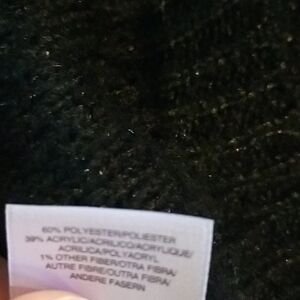 60% POLYESTER/POLIESTER
39% ACRYLIC/ACRILICO/ACRYLIQUE/
ACRILICA/POLYACRYL
1% OTHER FIBER/OTRA FIBRA/
AUTRE FIBRE/OUTRA FIBRA/
ANDERE FASERN